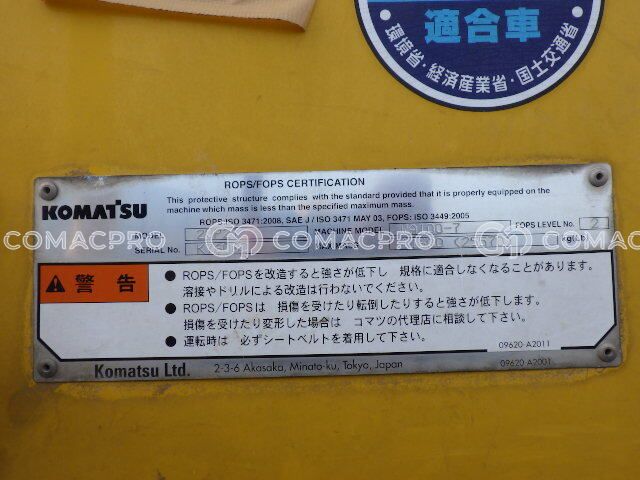 適合車
環境省・経済産業省・国土交通省
ROPS/FOPS CERTIFICATION
KOMATSU
This protective structure complies with the standard provided that it is properly equipped on the
machine which mass is less than the specified maximum mass.
ROPS:ISO 3471:2008, SAE J / ISO 3471 MAY 03, FOPS: ISO 3449:2005
MODEL MACHINE MODEL FOPS LEVEL No. 2
SERIAL No. kg(Lb)
COMACPRO COMACPRO COMACPRO
警告
● ROPS/FOPSを改造すると強さが低下し 規格に適合しなくなることがあります。
溶接やドリルによる改造は行わないでください。
● ROPS/FOPSは 損傷を受けたり転倒したりすると強さが低下します。
損傷を受けたり変形した場合は コマツの代理店に相談して下さい。
● 運転時は 必ずシートベルトを着用して下さい。
09620-A2011
Komatsu Ltd. 2-3-6 Akasaka, Minato-ku, Tokyo, Japan
09620-A2001